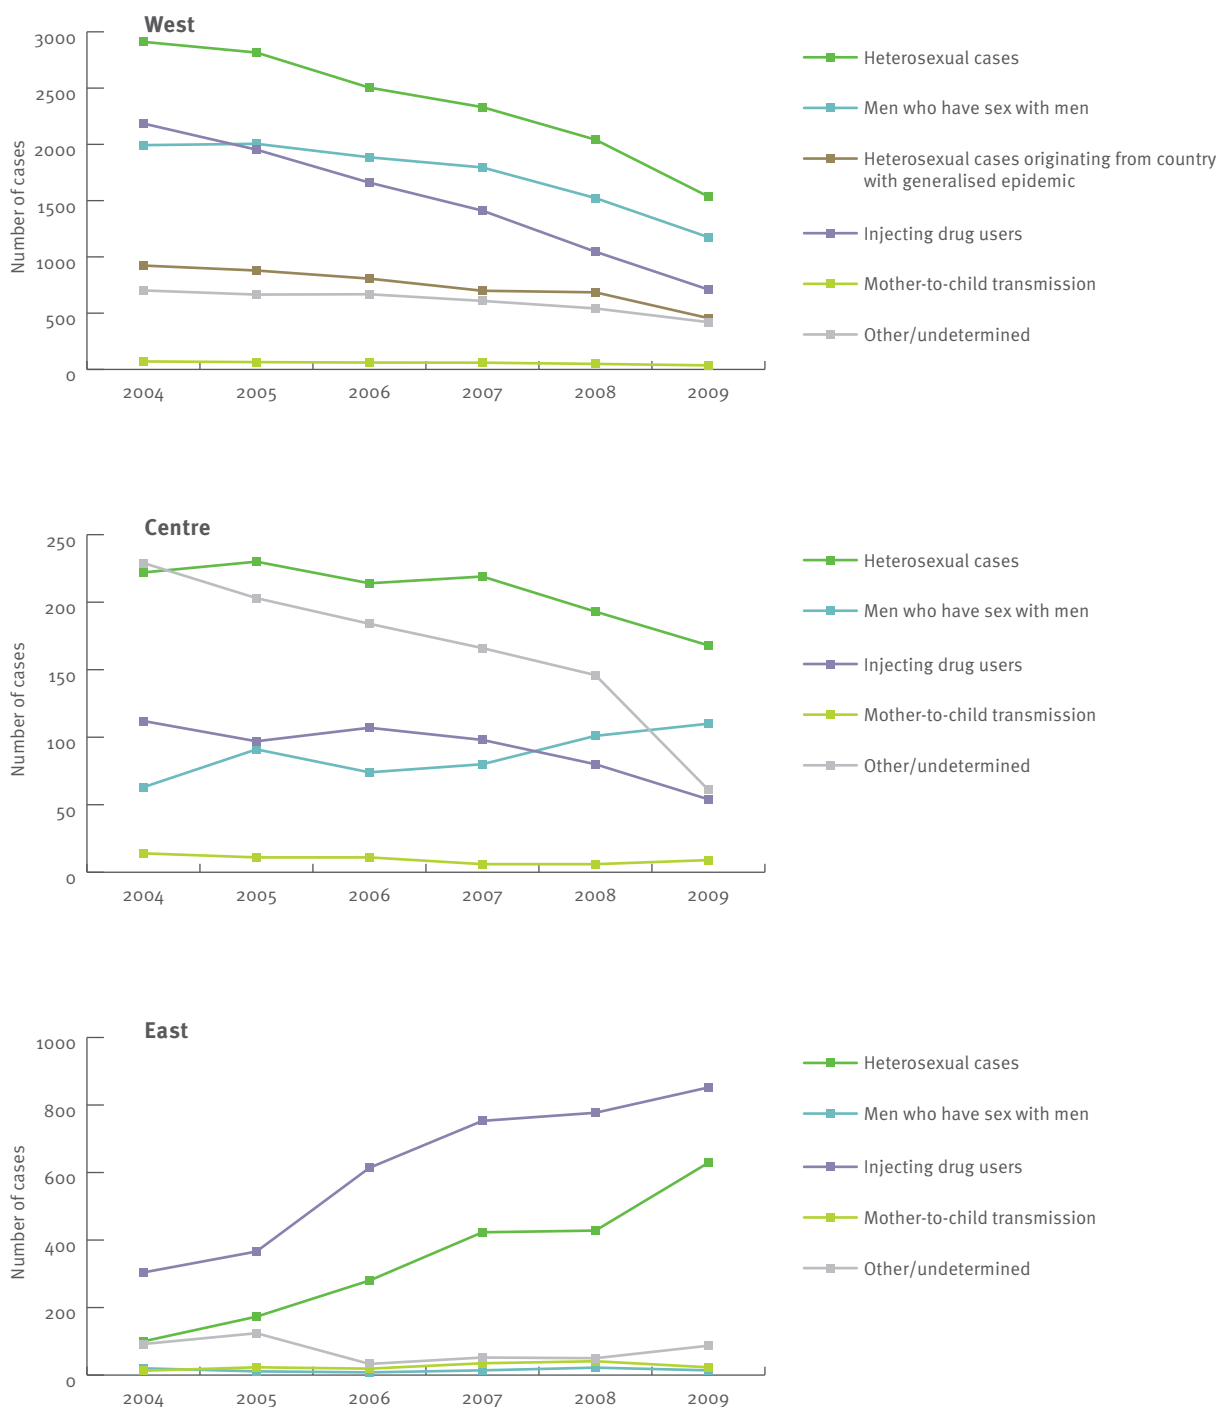 West
3000
2500
2000
1500
1000
500
0
Number of cases
2004 2005 2006 2007 2008 2009
Heterosexual cases
Men who have sex with men
Heterosexual cases originating from country
with generalised epidemic
Injecting drug users
Mother-to-child transmission
Other/undetermined
Centre
250
200
150
100
50
0
Number of cases
2004 2005 2006 2007 2008 2009
Heterosexual cases
Men who have sex with men
Injecting drug users
Mother-to-child transmission
Other/undetermined
East
1000
800
600
400
200
0
Number of cases
2004 2005 2006 2007 2008 2009
Heterosexual cases
Men who have sex with men
Injecting drug users
Mother-to-child transmission
Other/undetermined